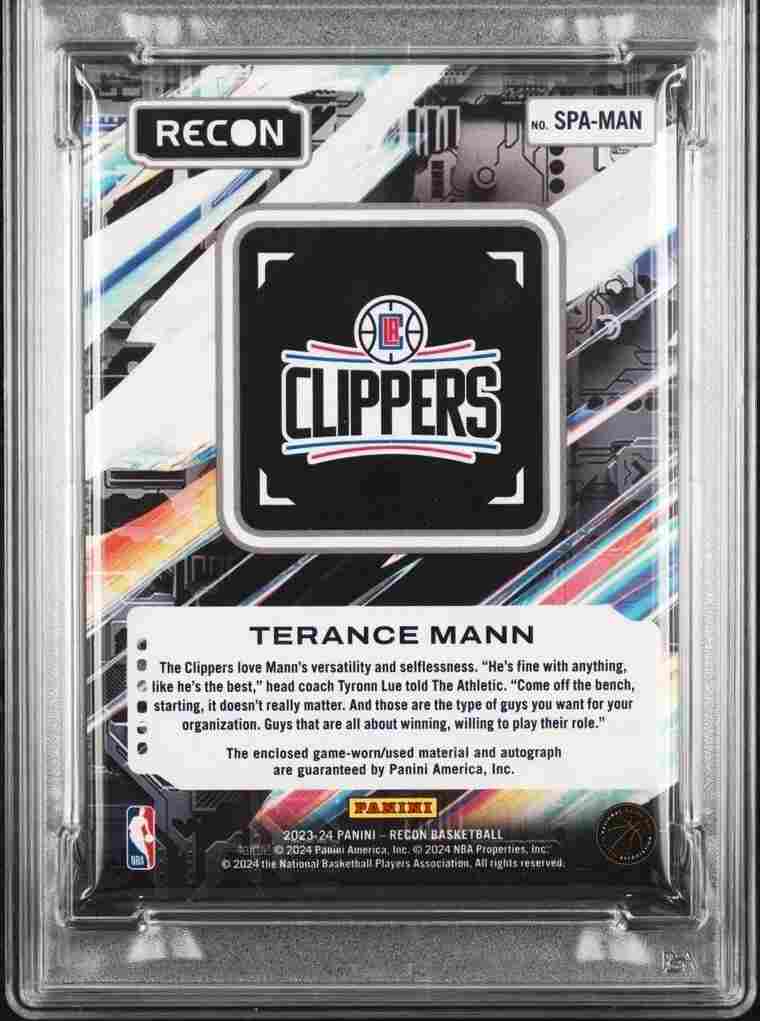 RECON
NO. SPA-MAN
LAC
CLIPPERS
TERANCE MANN
The Clippers love Mann's versatility and selflessness. “He's fine with anything,
like he's the best,” head coach Tyronn Lue told The Athletic. “Come off the bench,
starting, it doesn't really matter. And those are the type of guys you want for your
organization. Guys that are all about winning, willing to play their role.”
The enclosed game-worn/used material and autograph
are guaranteed by Panini America, Inc.
PANINI
2023-24 PANINI – RECON BASKETBALL
© 2024 Panini America, Inc. © 2024 NBA Properties, Inc.
© 2024 the National Basketball Players Association. All rights reserved.
NBA
PSA